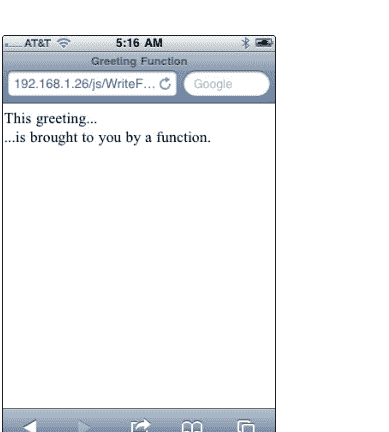 AT&T 5:16 AM
Greeting Function
192.168.1.26/js/WriteF... Google
This greeting...
...is brought to you by a function.